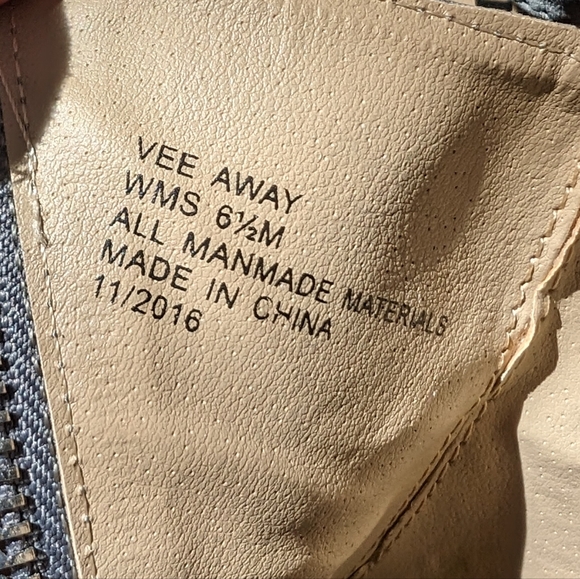 VEE AWAY
WMS 6½M
ALL MANMADE MATERIALS
MADE IN CHINA
11/2016